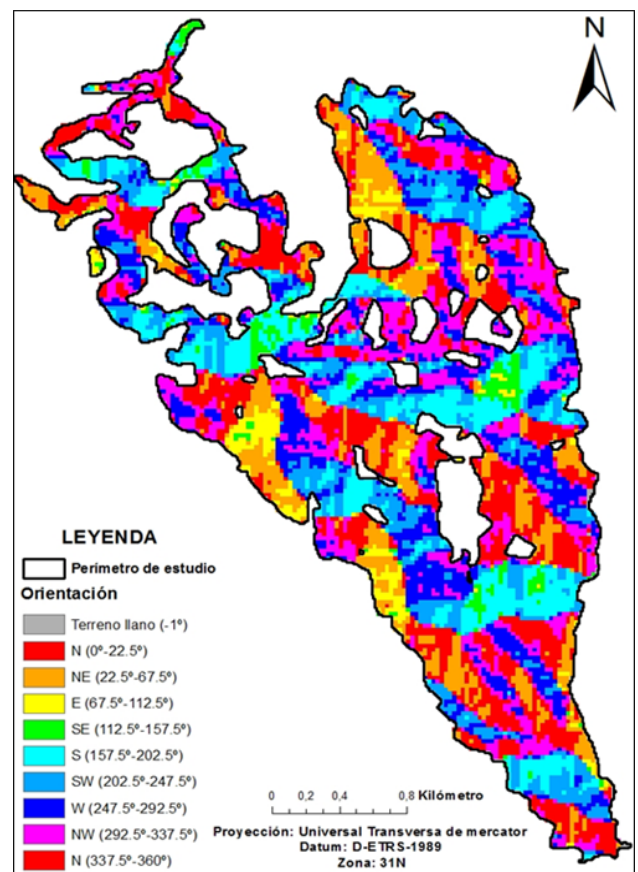 N
LEYENDA
Perímetro de estudio
Orientación
Terreno llano (-1º)
N (0º-22.5º)
NE (22.5º-67.5º)
E (67.5º-112.5º)
SE (112.5º-157.5º)
S (157.5º-202.5º)
SW (202.5º-247.5º)
W (247.5º-292.5º)
NW (292.5º-337.5º)
N (337.5º-360º)
0 0,2 0,4 0,8 Kilómetro
Proyección: Universal Transversa de mercator
Datum: D-ETRS-1989
Zona: 31N